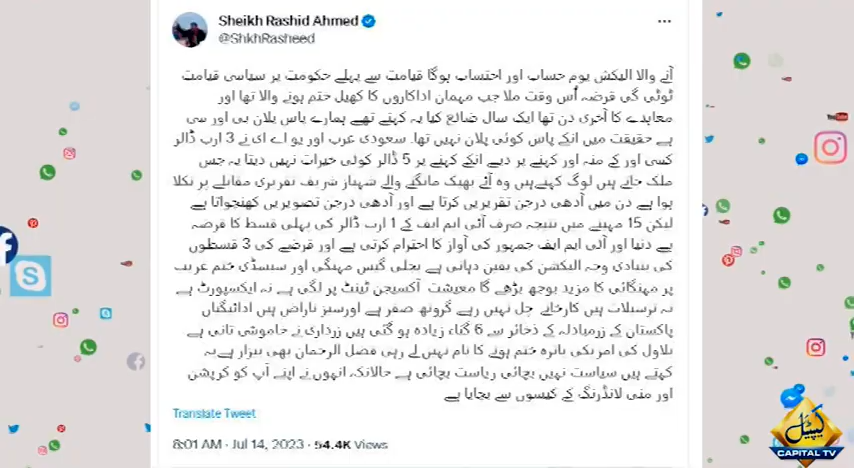 Sheikh Rashid Ahmed
@ShkhRasheed
آنے والا الیکش یوم حساب اور احتساب ہوگا قیامت سے پہلے حکومت پر سیاسی قیامت
ٹوٹی گی قرضہ اُس وقت ملا جب مہمان اداکاروں کا کھیل ختم ہونے والا تھا اور
معاہدے کا آخری دن تھا ایک سال ضائع کیا یہ کہتے تھے ہمارے پاس پلان بی اور سی
ہے حقیقت میں انکے پاس کوئی پلان نہیں تھا۔ سعودی عرب اور یو اے ای نے 3 ارب ڈالر
کسی اور کے منہ اور کہنے پر دیے انکے کہنے پر 5 ڈالر کوئی خیرات نہیں دیتا یہ جس
ملک جاتے ہیں لوگ کہتےہیں وہ آئے بھیک مانگنے والے شہباز شریف تقریری مقابلے پر نکلا
ہوا ہے دن میں آدھی درجن تقریریں کرتا ہے اور آدھی درجن تصویریں کھنچواتا ہے
لیکن 15 مہینے میں نتیجہ صرف آئی ایم ایف کے 1 ارب ڈالر کی پہلی قسط کا قرضہ
ہے دنیا اور آئی ایم ایف جمہور کی آواز کا احترام کرتی ہے اور قرضے کی 3 قسطوں
کی بنیادی وجہ الیکشن کی یقین دہانی ہے بجلی گیس مہنگی اور سبسڈی ختم غریب
پر مہنگائی کا مزید بوجھ بڑھے گا معیشت آکسیجن ٹینٹ پر لگی ہے نہ ایکسپورٹ ہے
نہ ترسیلات ہیں کارخانے چل نہیں رہے گروتھ صفر ہے اورسیز ناراض ہیں ادائیگیاں
پاکستان کے زرمبادلہ کے ذخائر سے 6 گناء زیادہ ہو گئی ہیں زرداری نے خاموشی تانی ہے
بلاول کی امریکی یاترہ ختم ہونے کا نام نہیں لے رہی فضل الرحمان بھی بیزار ہےیہ
کہتے ہیں سیاست نہیں بچائی ریاست بچائی ہے حالانکہ انھوں نے اپنے آپ کو کرپشن
اور منی لانڈرنگ کے کیسوں سے بچایا ہے
Translate Tweet
8:01 AM · Jul 14, 2023 · 54.4K Views
کیپیٹل
CAPITAL TV